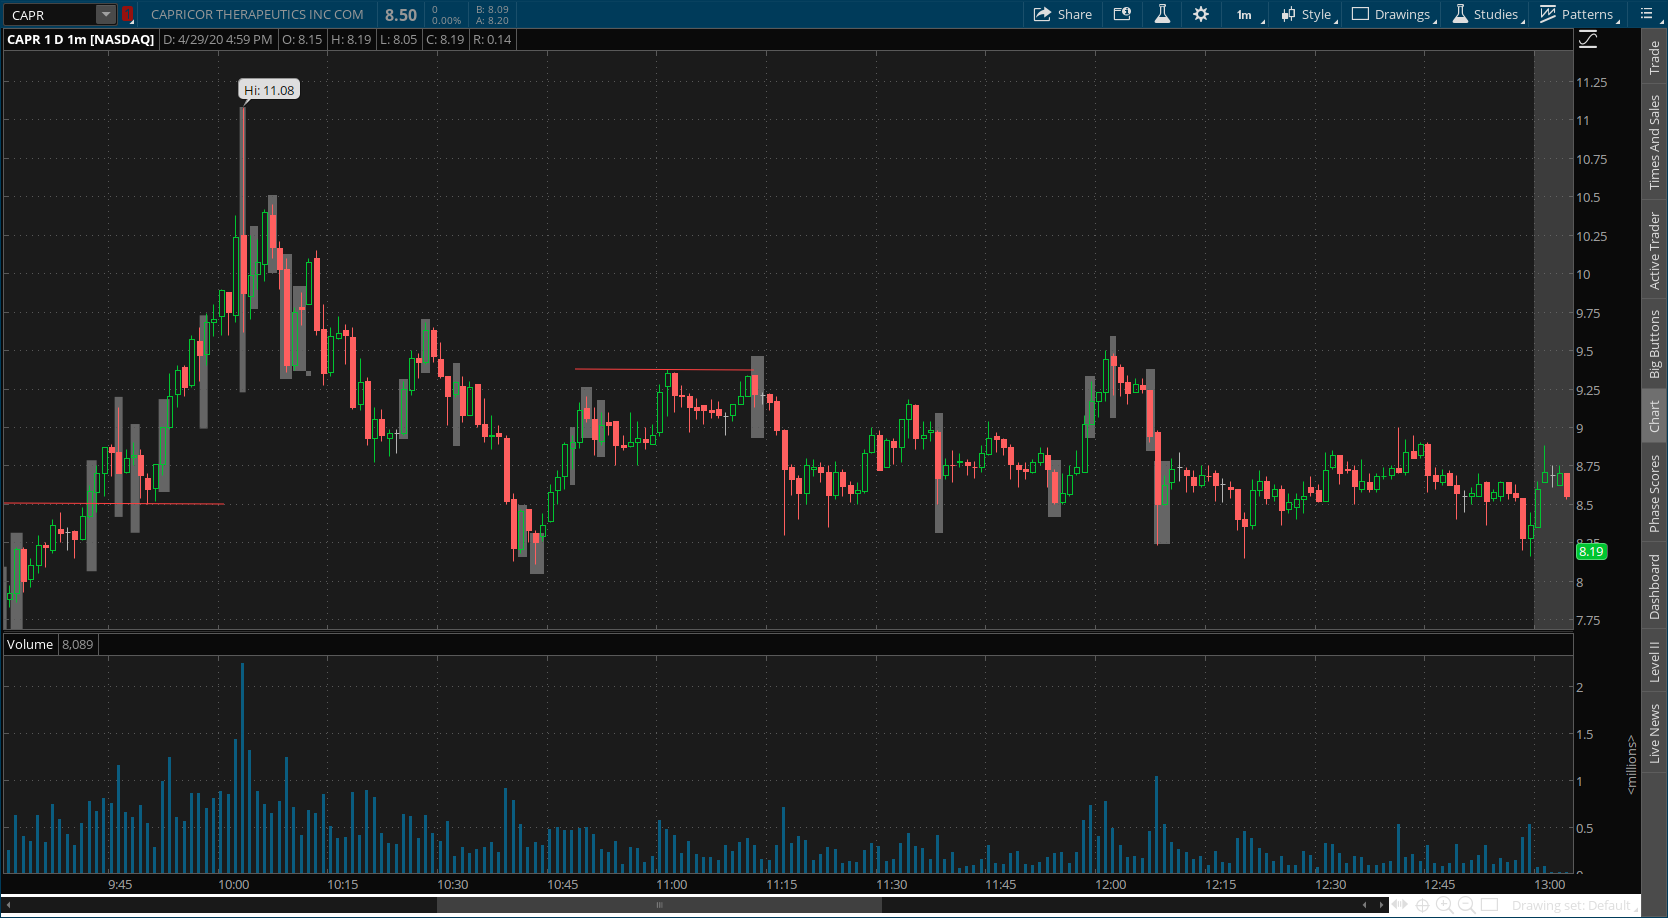 CAPR
1
CAPRICOR THERAPEUTICS INC COM
8.50
0
0.00%
B: 8.09
A: 8.20
Share
1m
Style
Drawings
Studies
Patterns
CAPR 1 D 1m [NASDAQ] D: 4/29/20 4:59 PM O: 8.15 H: 8.19 L: 8.05 C: 8.19 R: 0.14
Hi: 11.08
11.25
11
10.75
10.5
10.25
10
9.75
9.5
9.25
9
8.75
8.5
8.25
8.19
8
7.75
Volume 8,089
2
1.5
1
0.5
<millions>
9:45 10:00 10:15 10:30 10:45 11:00 11:15 11:30 11:45 12:00 12:15 12:30 12:45 13:00
Drawing set: Default
Trade
Times And Sales
Active Trader
Big Buttons
Chart
Phase Scores
Dashboard
Level II
Live News